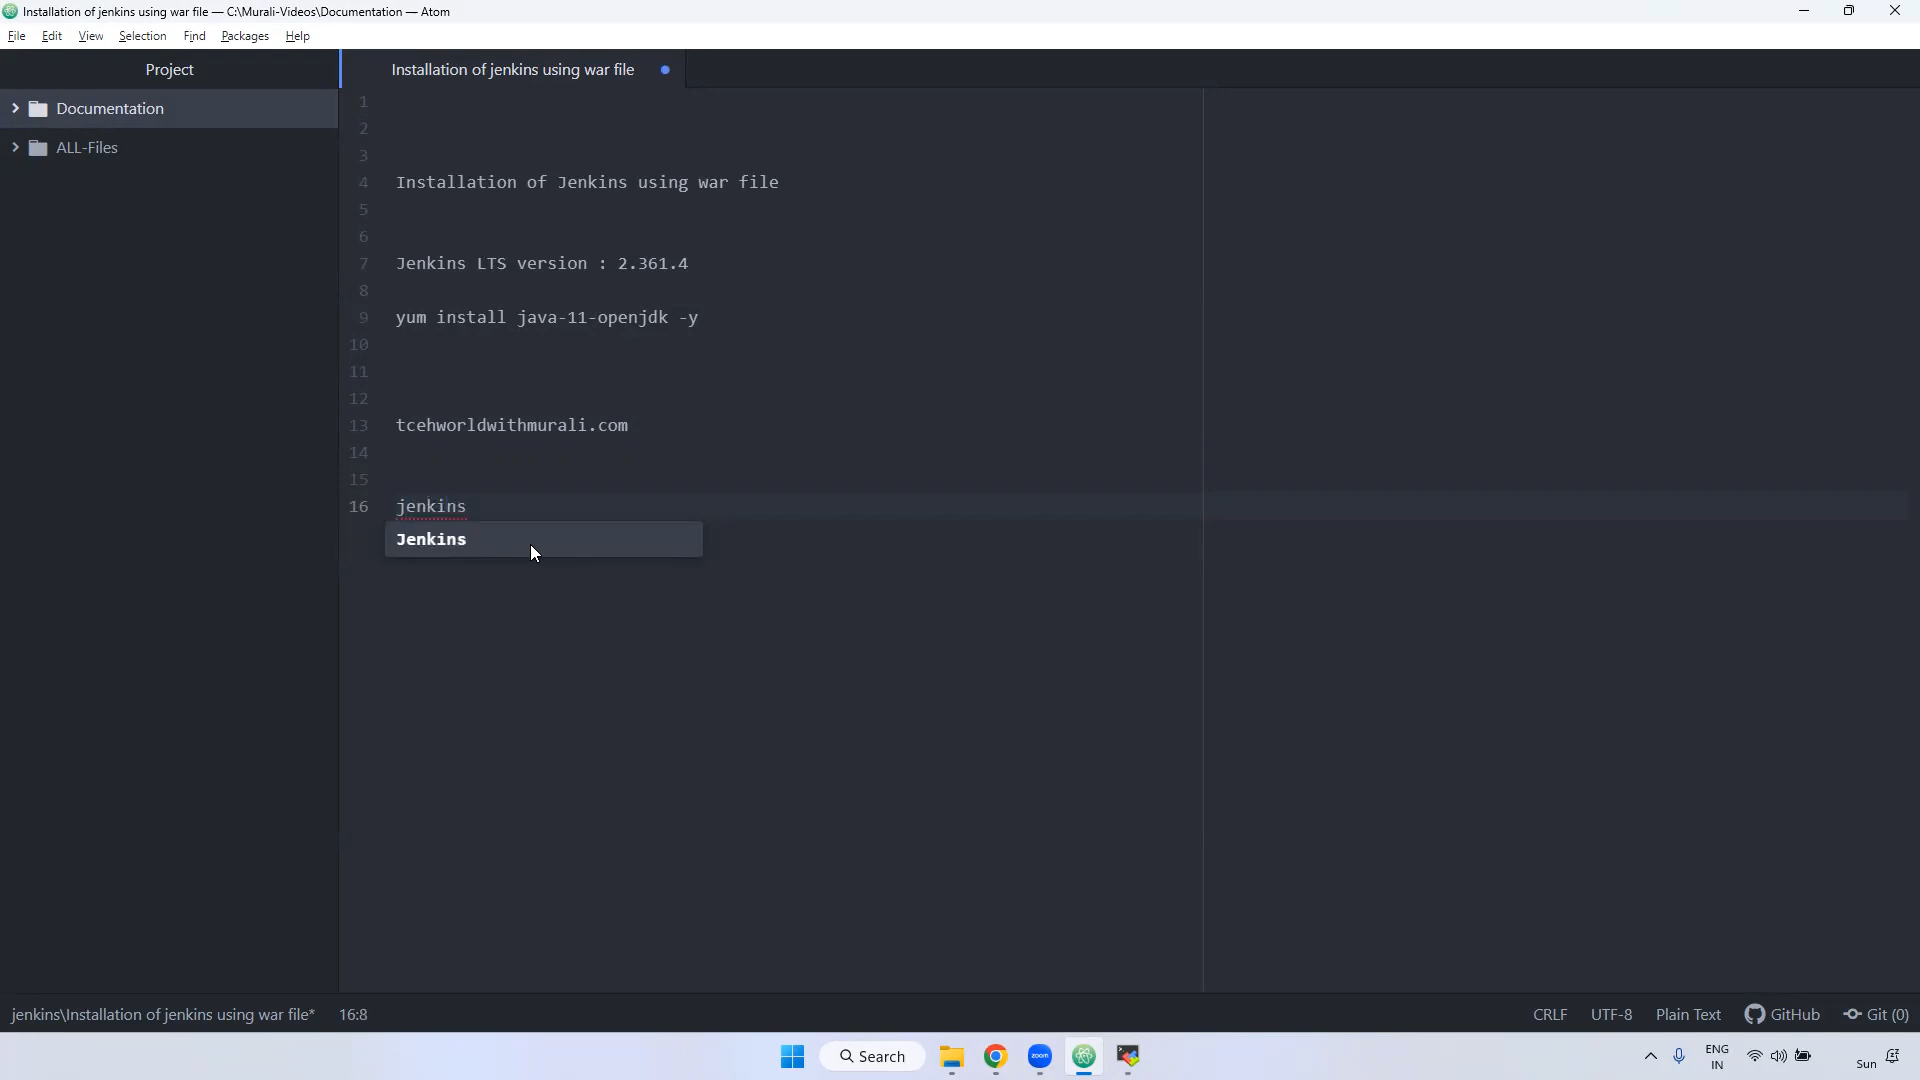 Installation of jenkins using war file — C:\Murali-Videos\Documentation — Atom
File Edit View Selection Find Packages Help
Project
Installation of jenkins using war file
Documentation
ALL-Files
1
2
3
4 Installation of Jenkins using war file
5
6
7 Jenkins LTS version : 2.361.4
8
9 yum install java-11-openjdk -y
10
11
12
13 tcehworldwithmurali.com
14
15
16 jenkins
Jenkins
jenkins\Installation of jenkins using war file* 16:8 CRLF UTF-8 Plain Text GitHub Git (0)
Search
zoom
ENG
IN
Sun